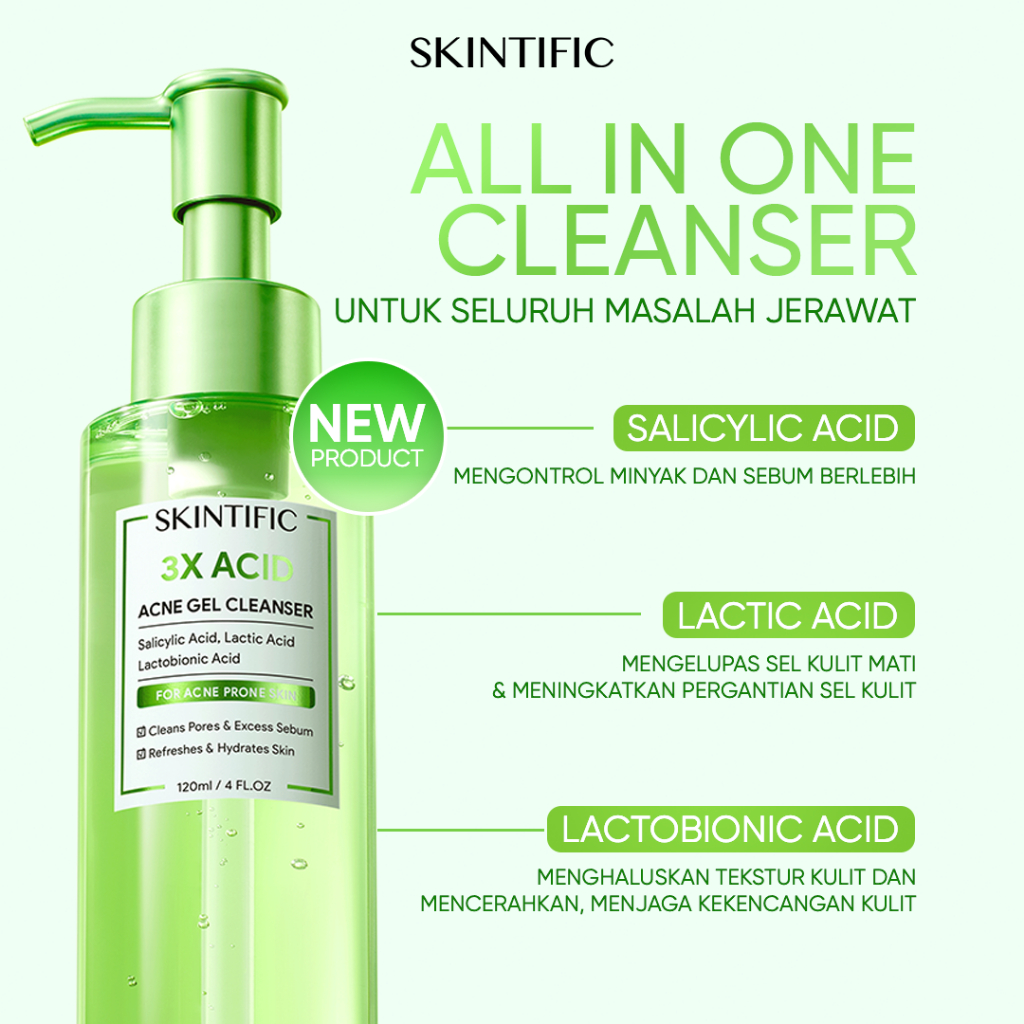 SKINTIFIC
ALL IN ONE
CLEANSER
UNTUK SELURUH MASALAH JERAWAT
NEW
PRODUCT
SALICYLIC ACID
MENGONTROL MINYAK DAN SEBUM BERLEBIH
LACTIC ACID
MENGELUPAS SEL KULIT MATI
& MENINGKATKAN PERGANTIAN SEL KULIT
LACTOBIONIC ACID
MENGHALUSKAN TEKSTUR KULIT DAN
MENCERAHKAN, MENJAGA KEKENCANGAN KULIT
SKINTIFIC
3X ACID
ACNE GEL CLEANSER
Salicylic Acid, Lactic Acid
Lactobionic Acid
FOR ACNE PRONE SKIN
Cleans Pores & Excess Sebum
Refreshes & Hydrates Skin
120ml / 4 FL.OZ